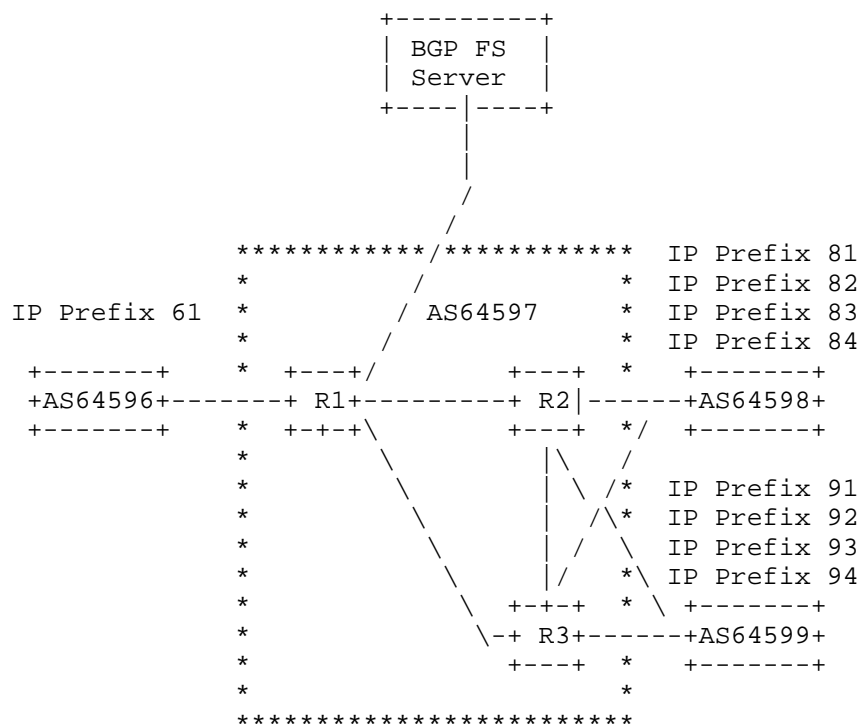 BGP FS
Server
IP Prefix 81
IP Prefix 82
IP Prefix 61 AS64597 IP Prefix 83
IP Prefix 84
AS64596 R1 R2 AS64598
IP Prefix 91
IP Prefix 92
IP Prefix 93
IP Prefix 94
R3 AS64599